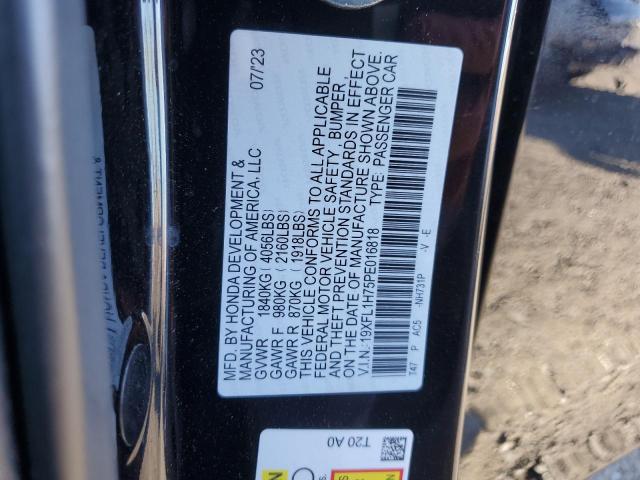 MFD. BY HONDA DEVELOPMENT & 07/'23
MANUFACTURING OF AMERICA, LLC
GVWR 1840KG ( 4056LBS)
GAWR F 980KG ( 2160LBS)
GAWR R 870KG ( 1918LBS)
THIS VEHICLE CONFORMS TO ALL APPLICABLE
FEDERAL MOTOR VEHICLE SAFETY, BUMPER,
AND THEFT PREVENTION STANDARDS IN EFFECT
ON THE DATE OF MANUFACTURE SHOWN ABOVE.
V.I.N.:19XFL1H75PE016818 TYPE: PASSENGER CAR
T47 P AC5 -NH731P -V -E
T20 A0